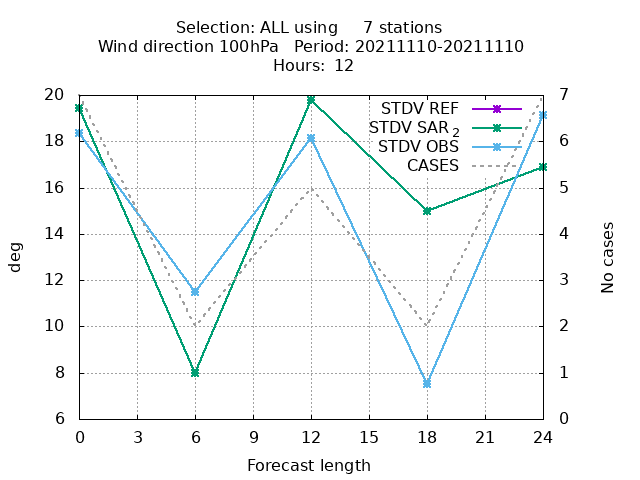 Selection: ALL using 7 stations
Wind direction 100hPa Period: 20211110-20211110
Hours: 12
20 7
STDV REF
STDV SAR 2
18 STDV OBS 6
CASES
16 5
14 4
deg No cases
12 3
10 2
8 1
6 0
0 3 6 9 12 15 18 21 24
Forecast length